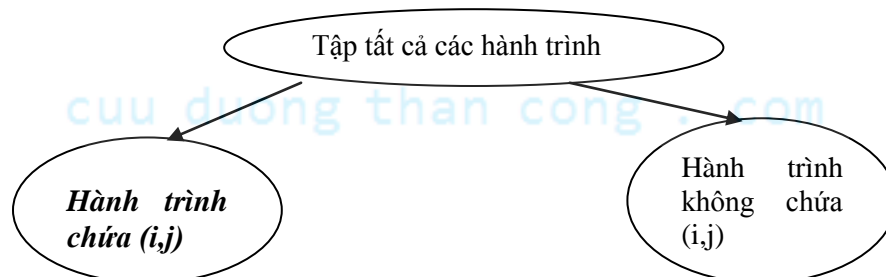 Tập tất cả các hành trình
cuu duong than cong . com
Hành trình
chứa (i,j)
Hành trình
không chứa
(i,j)